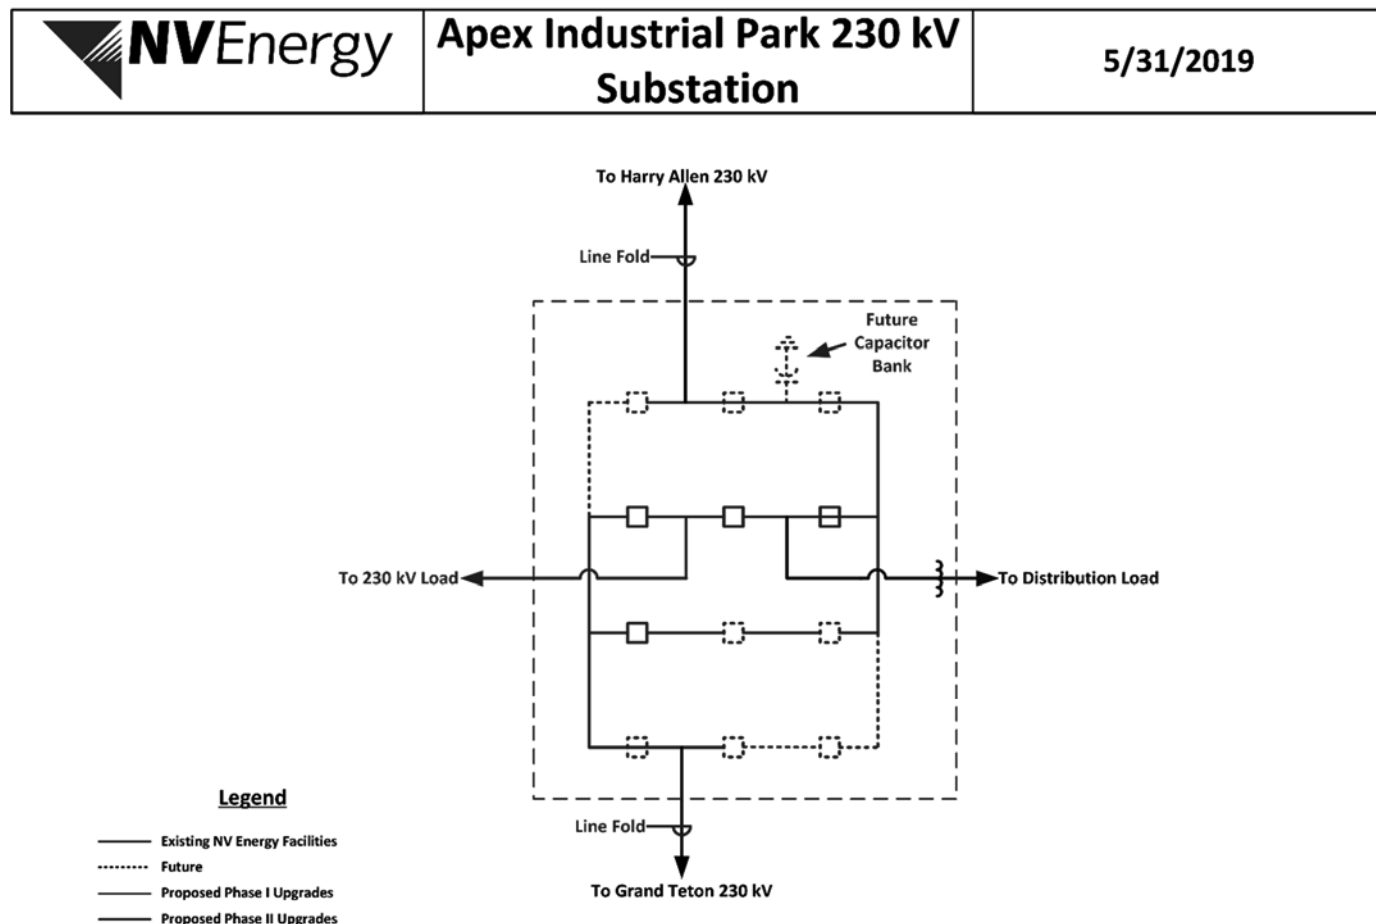 NVEnergy
Apex Industrial Park 230 kV
Substation
5/31/2019
To Harry Allen 230 kV
Line Fold
Future
Capacitor
Bank
To 230 kV Load
To Distribution Load
Line Fold
To Grand Teton 230 kV
Legend
Existing NV Energy Facilities
Future
Proposed Phase I Upgrades
Proposed Phase II Upgrades